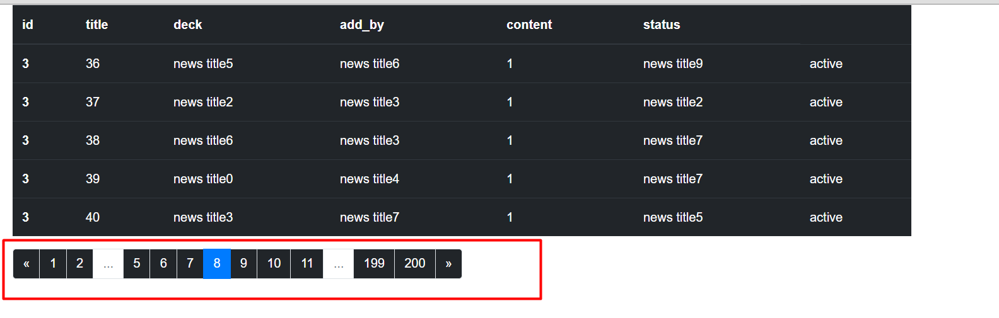 id title deck add_by content status
3 36 news title5 news title6 1 news title9 active
3 37 news title2 news title3 1 news title2 active
3 38 news title6 news title3 1 news title7 active
3 39 news title0 news title4 1 news title7 active
3 40 news title3 news title7 1 news title5 active
« 1 2 ... 5 6 7 8 9 10 11 ... 199 200 »